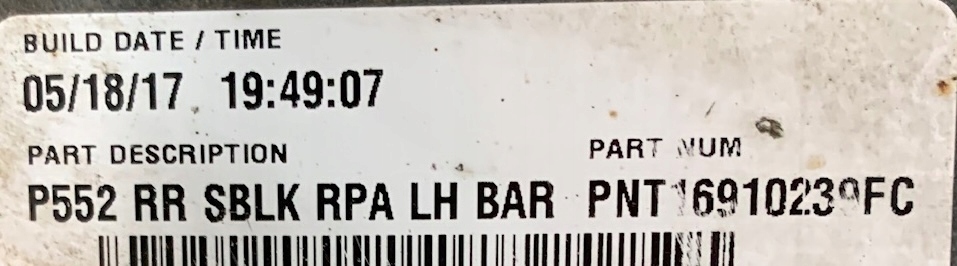 BUILD DATE / TIME
05/18/17 19:49:07
PART DESCRIPTION PART NUM
P552 RR SBLK RPA LH BAR PNT16910239FC